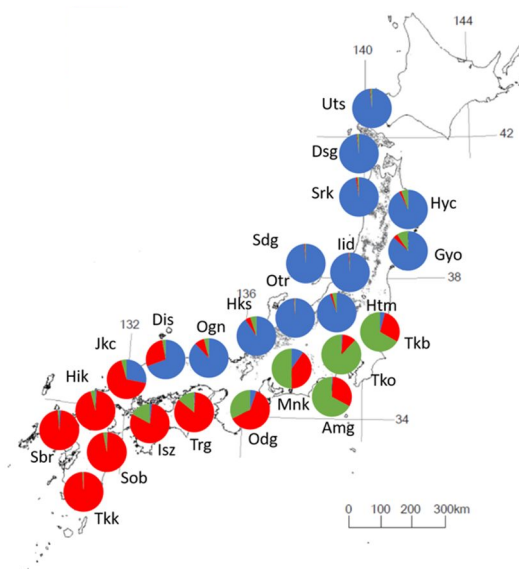 144
140
Uts
42
Dsg
Srk
Hyc
Sdg
Iid
Gyo
38
Otr
136
Hks
Htm
132
Dis
Ogn
Jkc
Tkb
Hik
Tko
Mnk
Amg
34
Sbr
Isz
Trg
Odg
Sob
Tkk
0 100 200 300km